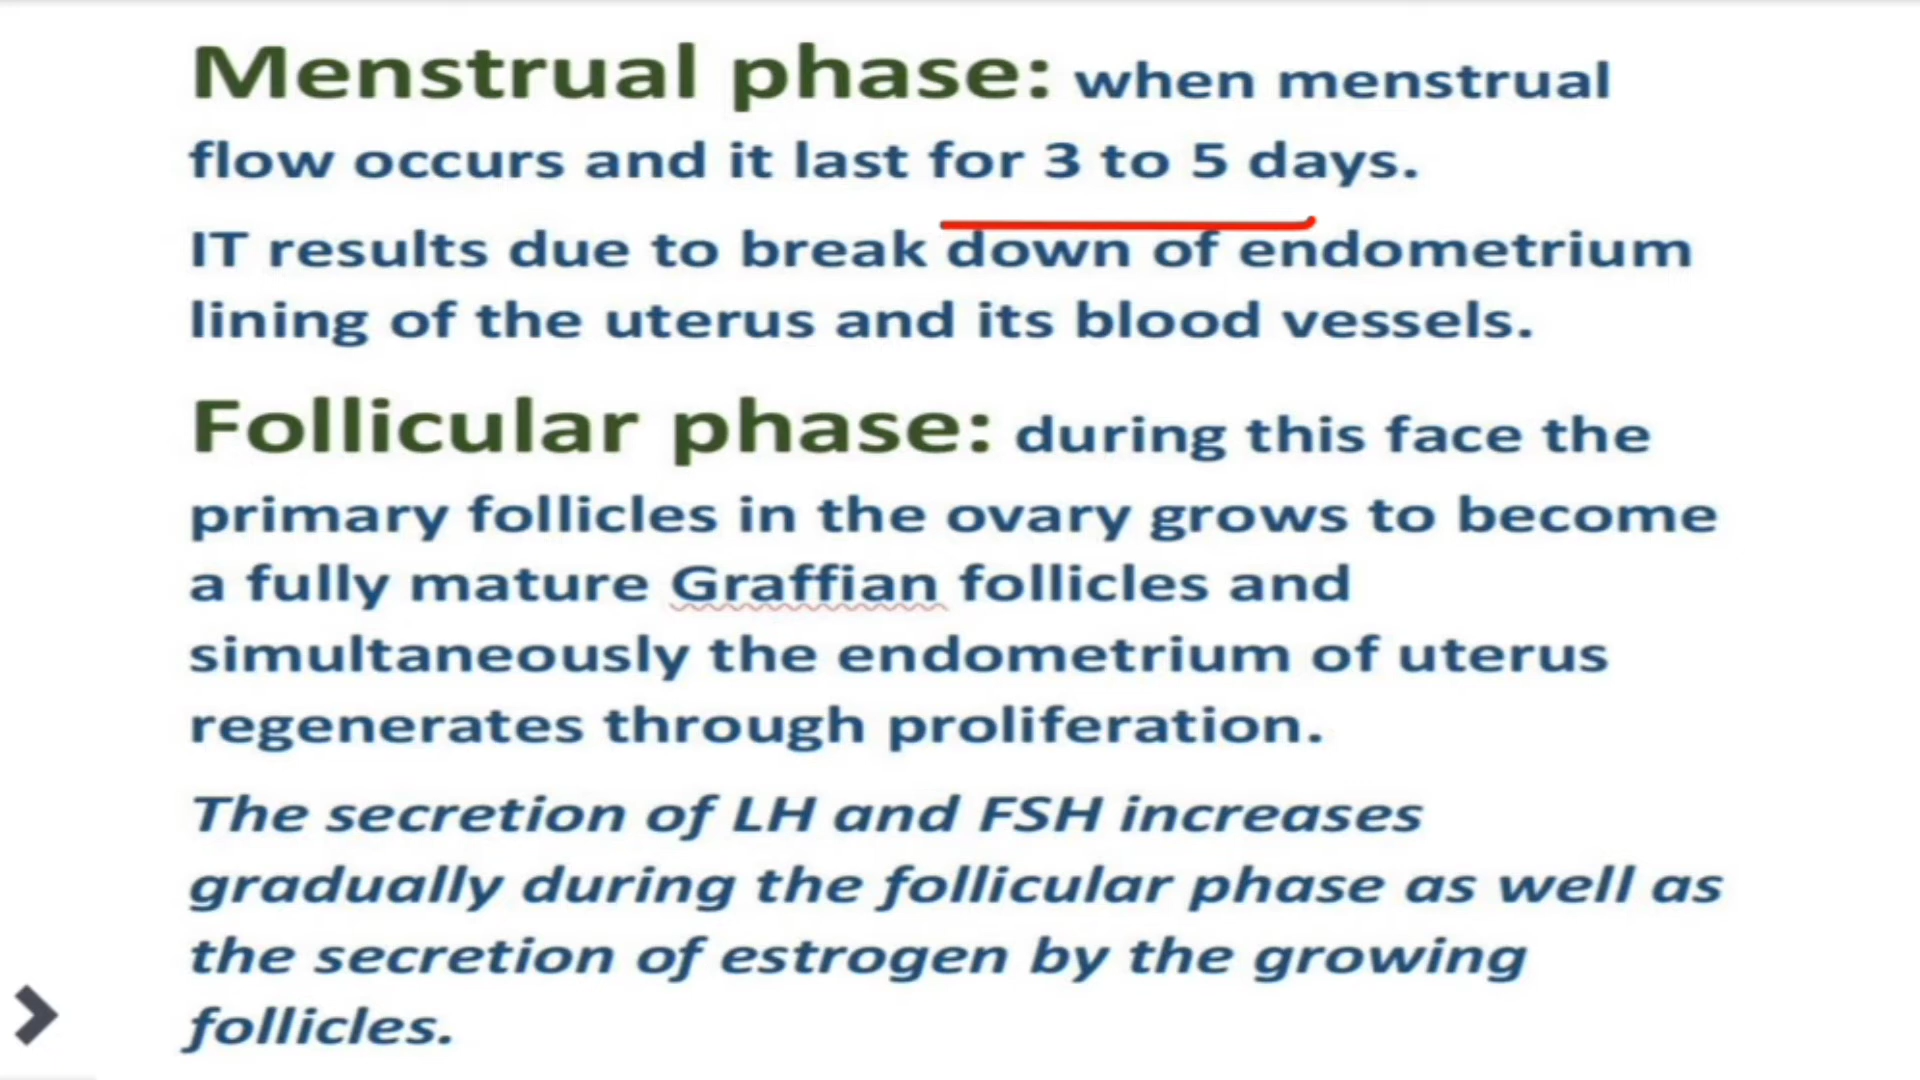 Menstrual phase: when menstrual
flow occurs and it last for 3 to 5 days.
IT results due to break down of endometrium
lining of the uterus and its blood vessels.
Follicular phase: during this face the
primary follicles in the ovary grows to become
a fully mature Graffian follicles and
simultaneously the endometrium of uterus
regenerates through proliferation.
The secretion of LH and FSH increases
gradually during the follicular phase as well as
the secretion of estrogen by the growing
follicles.